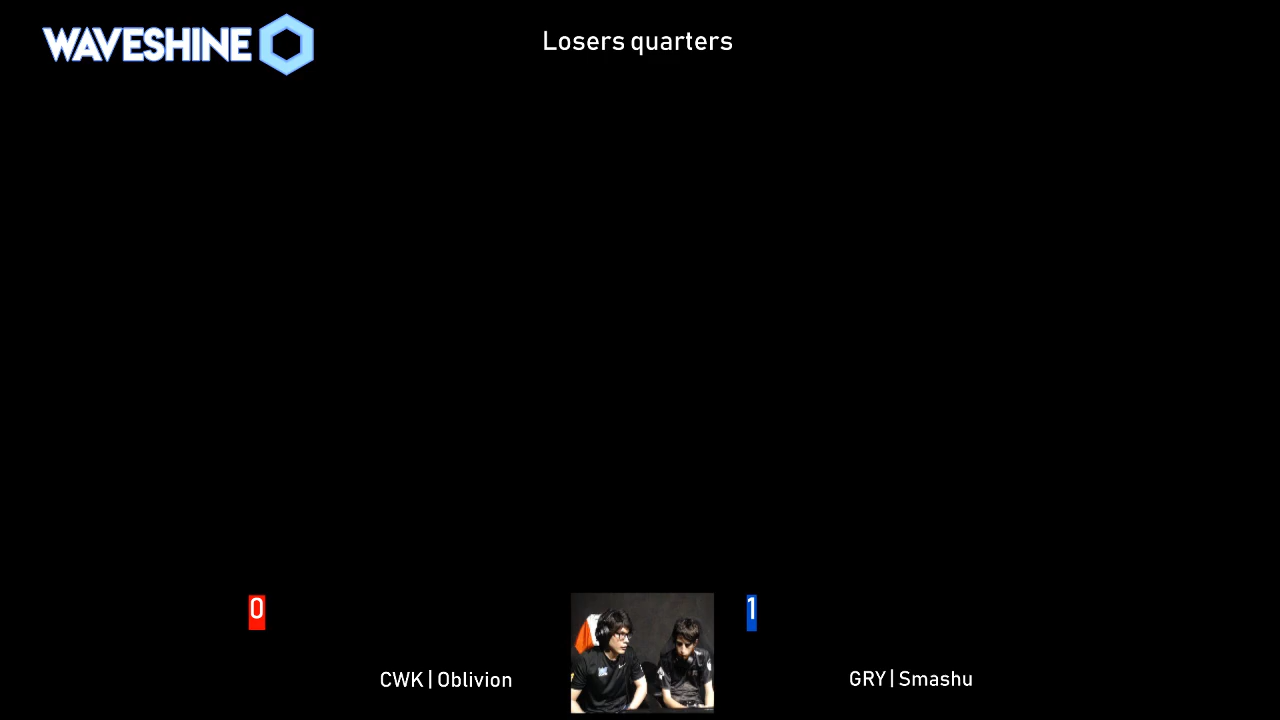 WAVESHINE
Losers quarters
0
1
CWK | Oblivion
GRY | Smashu